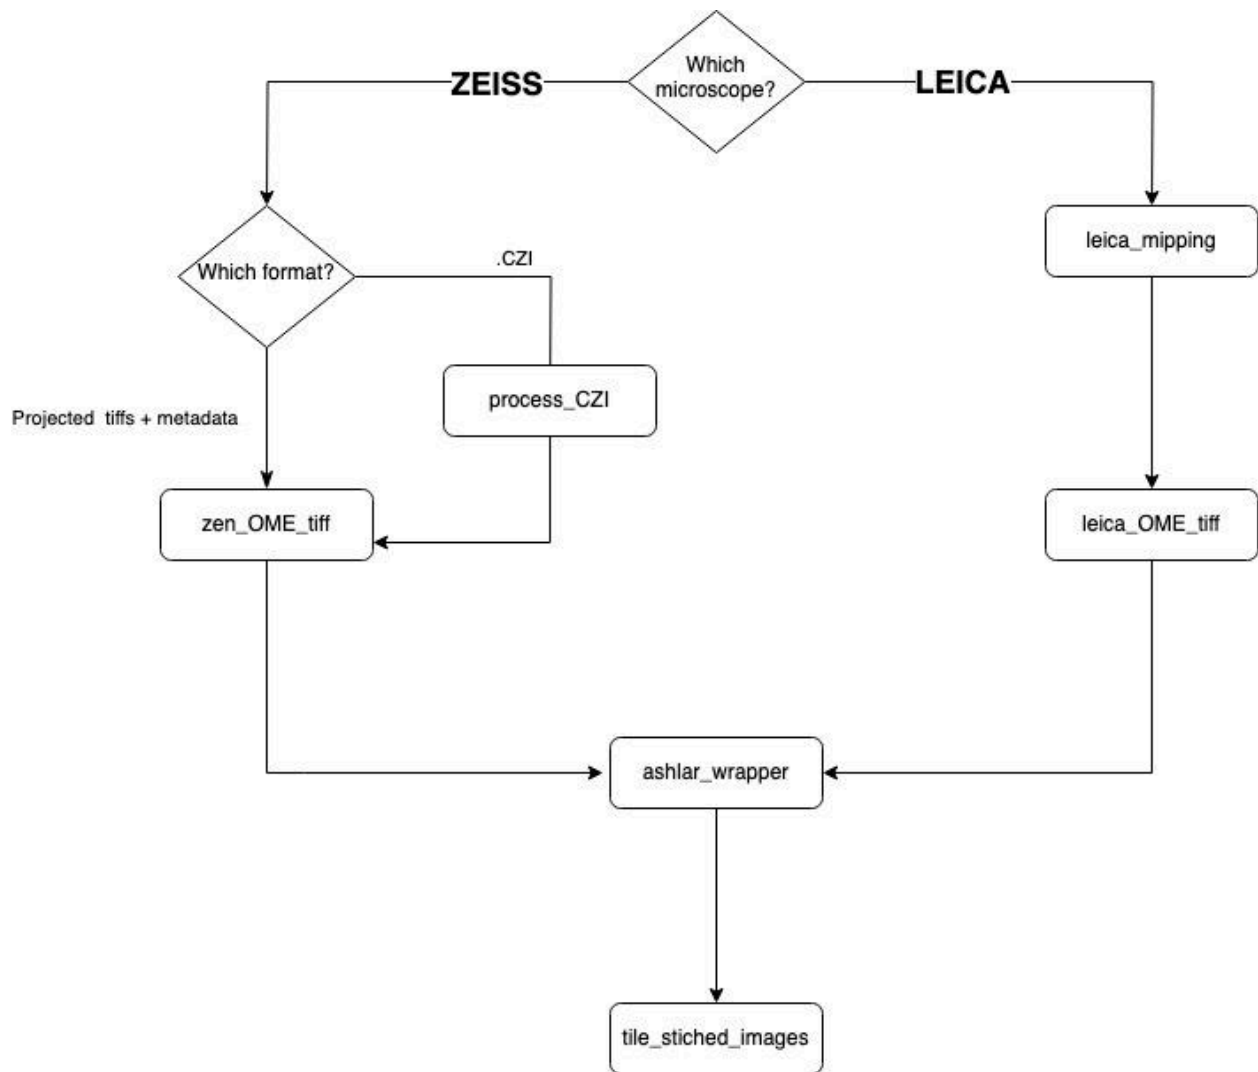 Which
microscope?
ZEISS
LEICA
leica_mipping
Which format?
.CZI
process_CZI
Projected tiffs + metadata
zen_OME_tiff
leica_OME_tiff
ashlar_wrapper
tile_stiched_images